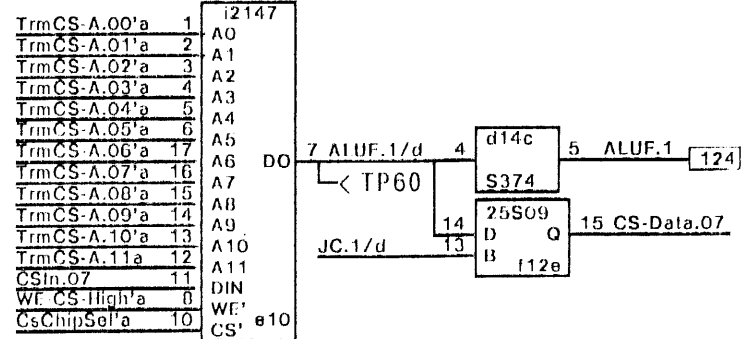 i2147
TrmCS-A.00'a 1 A0
TrmCS-A.01'a 2 A1
TrmCS-A.02'a 3 A2
TrmCS-A.03'a 4 A3
TrmCS-A.04'a 5 A4
TrmCS-A.05'a 6 A5
TrmCS-A.06'a 17 A6
TrmCS-A.07'a 16 A7
TrmCS-A.08'a 15 A8
TrmCS-A.09'a 14 A9
TrmCS-A.10'a 13 A10
TrmCS-A.11a 12 A11
CSIn.07 11 DIN
WE-CS-High'a 8 WE'
CsChipSel'a 10 CS'
e10
DO 7 ALUF.1/d 4 d14c 5 ALUF.1 124
< TP60
S374
25S09
14 D Q 15 CS-Data.07
JC.1/d 13 B
f12e